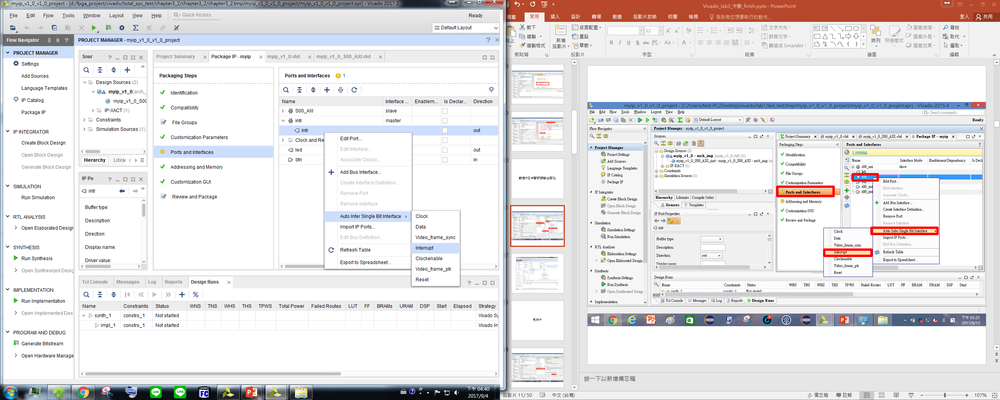 myip_v1_0_v1_0_project - [d:/fpga_project/vivado/total_soc_test/chapter3_2/chapter3_2/chapter3_2.tmp/myip_v1_0_v1_0_project/myip_v1_0_v1_0_project.xpr] - Vivado 2017.2
File Edit Flow Tools Window Layout View Help Quick Access Ready
Default Layout
Flow Navigator
PROJECT MANAGER - myip_v1_0_v1_0_project
PROJECT MANAGER
Settings
Add Sources
Language Templates
IP Catalog
Package IP
IP INTEGRATOR
Create Block Design
Open Block Design
Generate Block Design
SIMULATION
Run Simulation
RTL ANALYSIS
Open Elaborated Design
SYNTHESIS
Run Synthesis
Open Synthesized Desig
IMPLEMENTATION
Run Implementation
Open Implemented Des
PROGRAM AND DEBUG
Generate Bitstream
Open Hardware Manage
Sour
Design Sources (2)
myip_v1_0(arch_
myip_v1_0_S00
IP-XACT (1)
Constraints
Simulation Sources (1)
Hierarchy Librar
IP Po
intr
Buffer type:
Description:
Direction:
Display name:
Driver value:
Project Summary Package IP - myip myip_v1_0.vhd myip_v1_0_S00_AXI.vhd
Packaging Steps
Identification
Compatibility
File Groups
Customization Parameters
Ports and Interfaces
Addressing and Memory
Customization GUI
Review and Package
Ports and Interfaces 1
Name Interface ... Enablem... Is Declar... Direction
S00_AXI slave
intr master
intr out
Clock and Re
led out
btn in
Edit Port...
Edit Interface...
Associate Clocks...
Add Bus Interface...
Create Interface Definition...
Remove Port
Remove Interface
Auto Infer Single Bit Interface
Import IP Ports...
Edit Bus Definition...
Refresh Table
Export to Spreadsheet...
Clock
Data
Video_frame_sync
Interrupt
Clockenable
Video_frame_ptr
Reset
Tcl Console Messages Log Reports Design Runs
Name Constraints Status WNS TNS WHS THS TPWS Total Power Failed Routes LUT FF BRAMs URAM DSP Start Elapsed Strategy
synth_1 constrs_1 Not started Vivado Sy
impl_1 constrs_1 Not started Vivado Im
LINE LINE FC
下午 04:40
2017/9/4
Vivado_lab3_中斷_finish.pptx - PowerPoint
檔案 常用 插入 設計 轉場 動畫 投影片放映 校閱 檢視 告訴我您想要執行的動作... 登入 共用
貼上 剪下
複製
複製格式
剪貼簿
新增
投影片
版面配置
重設
章節
投影片
32
B I U S abc AV Aa A
字型
文字方向
對齊文字
轉換成 SmartArt
段落
排列 快速樣式
圖案填滿
圖案外框
圖案效果
繪圖
尋找
取代
選取
編輯
設定IP之中斷訊號輸出部位
刷新IP
myip_v1_0_v1_0_project - [C:/Users/test-PC/Desktop/vivado/lab1/led_test.tmp/myip_v1_0_v1_0_project/myip_v1_0_v1_0_project.xpr] - Vivado 2015.4
File Edit Flow Tools Window Layout View Help Search commands
Default Layout Ready
Flow Navigator
Project Manager - myip_v1_0_v1_0_project
Project Manager
Project Settings
Add Sources
Language Templates
IP Catalog
Package IP
IP Integrator
Create Block Design
Open Block Design
Generate Block Design
Simulation
Simulation Settings
Run Simulation
RTL Analysis
Elaboration Settings
Open Elaborated Design
Synthesis
Synthesis Settings
Run Synthesis
Open Synthesized Design
Implementation
Sources
Design Sources (2)
myip_v1_0 - arch_imp (myip_v1_0.vhd) (1)
myip_v1_0_S00_AXI_inst - myip_v1_0_S00_AXI - arch_imp (m
IP-XACT (1)
Constraints
Simulation Sources (1)
Hierarchy Libraries Compile Order
Sources Templates
IP Port Properties
intr
Buffer type:
Description:
Direction: out
Display name:
Project Summary myip_v1_0.vhd myip_v1_0_S00_AXI.vhd Package IP - myip
Packaging Steps
Identification
Compatibility
File Groups
Customization Parameters
Ports and Interfaces
Addressing and Memory
Customization GUI
Review and Package
Ports and Interfaces
1 warning
Name Interface Mode Enablement Dependency Is Decla
s00_axi slave
led
intr
s00_axi
s00_axi
Edit Port...
Edit Interface...
Associate Clocks...
Add Bus Interface...
Create Interface Definition...
Remove Port
Remove Interface
Auto Infer Single Bit Interface
Import IP Ports...
Edit Bus Definition...
Refresh Table
Export to Spreadsheet...
Clock
Data
Video_frame_sync
Interrupt
Clockenable
Video_frame_ptr
Reset
Design Runs
Name Constraints Status WNS TNS WHS THS TPWS Failed Routes LUT FF BRAM URAM DSP Start
synth_1 constrs_1 Not started
Tcl Console Messages Log Reports Design Runs
英
下午 03:25
2017/6/13
按一下以新增備忘稿
投影片 11/ 50 中文 (台灣) 備忘稿 註解 107%